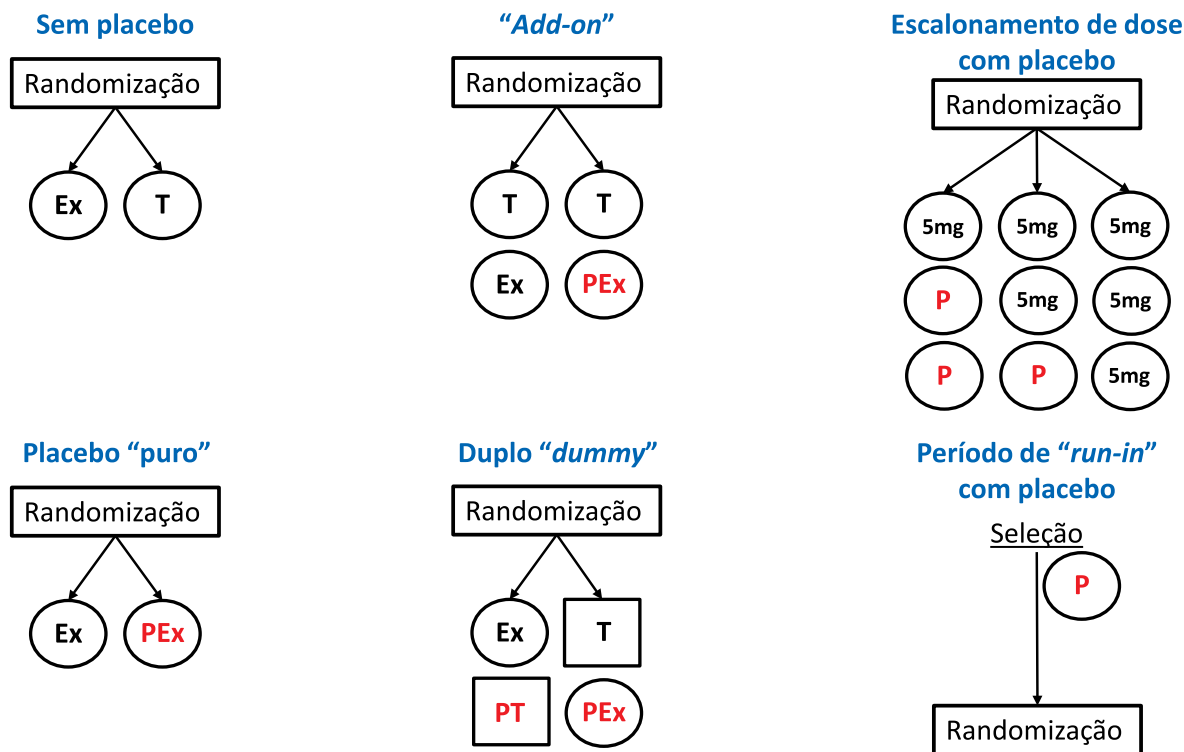 Sem placebo
Randomização
Ex T
“Add-on”
Randomização
T T
Ex PEx
Escalonamento de dose
com placebo
Randomização
5mg 5mg 5mg
P 5mg 5mg
P P 5mg
Placebo “puro”
Randomização
Ex PEx
Duplo “dummy”
Randomização
Ex T
PT PEx
Período de “run-in”
com placebo
Seleção
P
Randomização